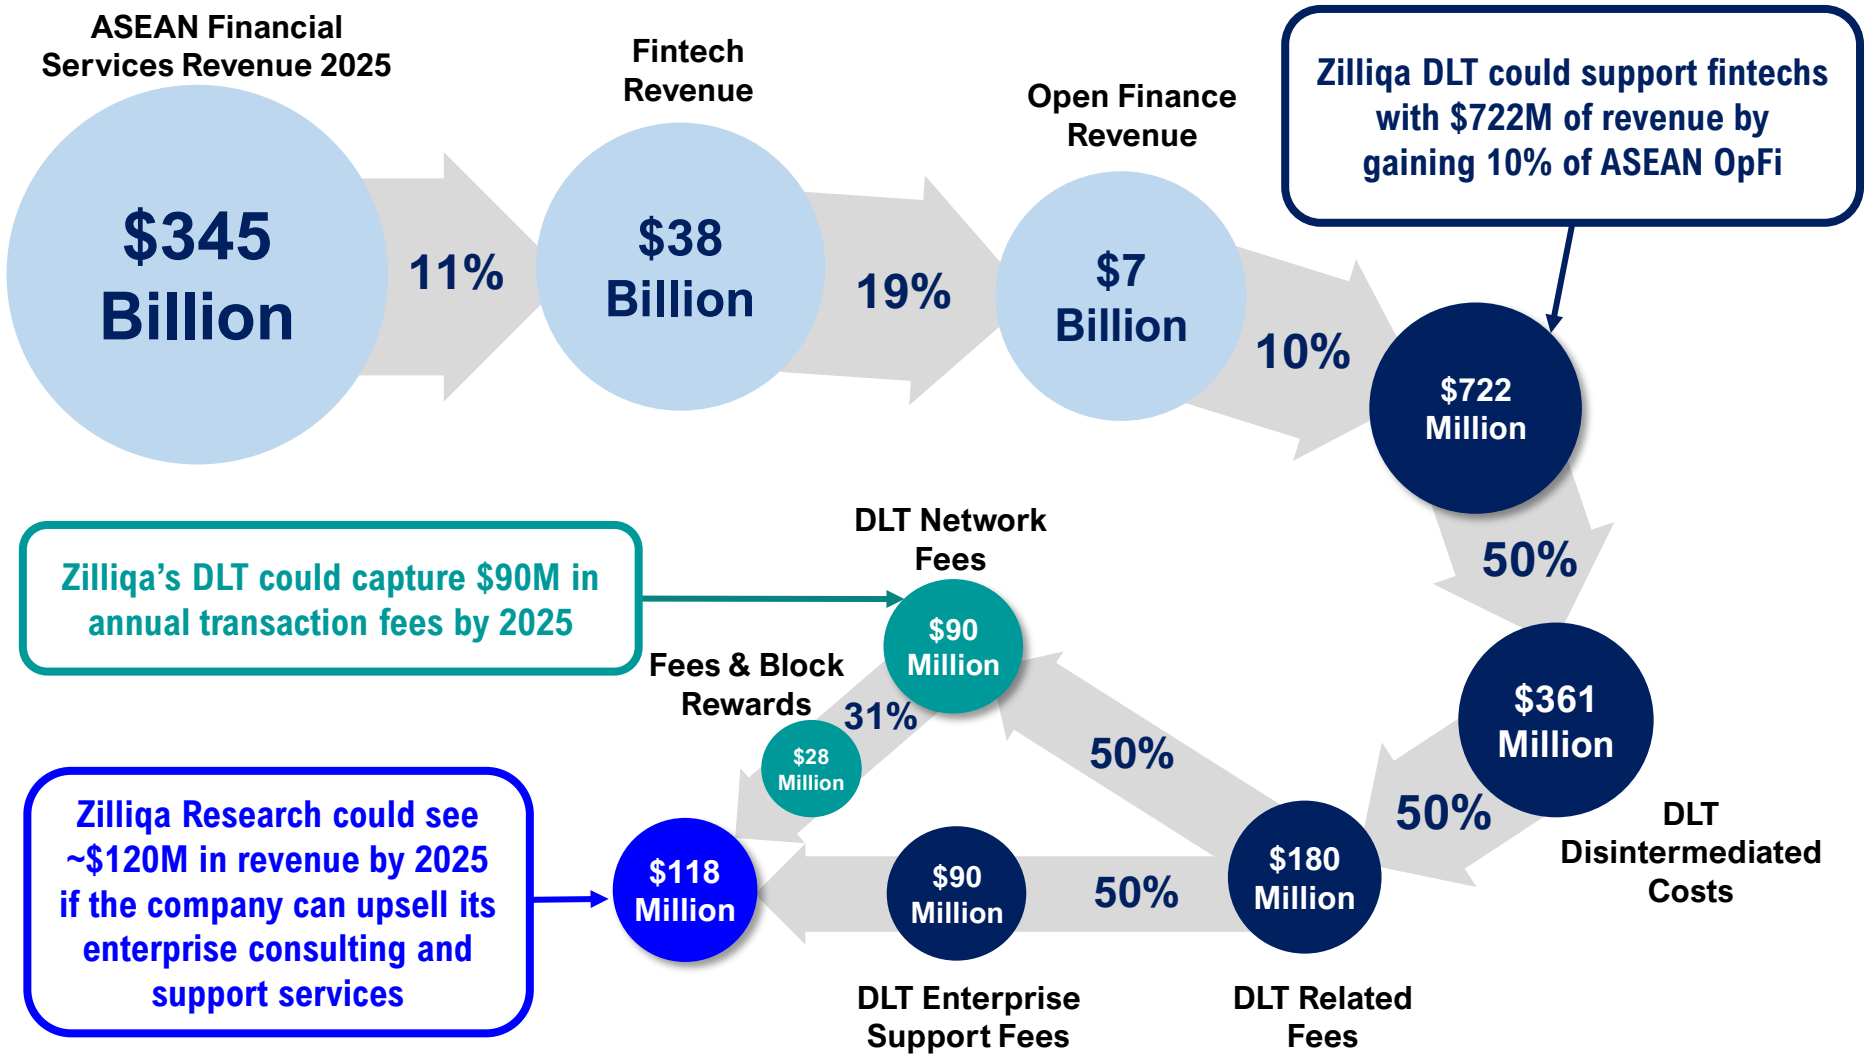 ASEAN Financial
Services Revenue 2025
$345
Billion
11%
Fintech
Revenue
$38
Billion
19%
Open Finance
Revenue
$7
Billion
10%
Zilliqa DLT could support fintechs
with $722M of revenue by
gaining 10% of ASEAN OpFi
$722
Million
50%
$361
Million
DLT
Disintermediated
Costs
50%
$180
Million
DLT Related
Fees
50%
DLT Network
Fees
$90
Million
Zilliqa’s DLT could capture $90M in
annual transaction fees by 2025
Fees & Block
Rewards
31%
$28
Million
50%
$90
Million
DLT Enterprise
Support Fees
$118
Million
Zilliqa Research could see
~$120M in revenue by 2025
if the company can upsell its
enterprise consulting and
support services